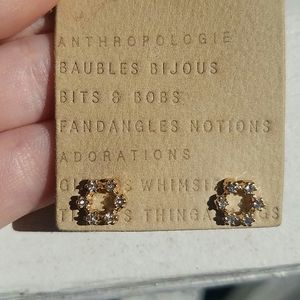 ANTHROPOLOGIE
BAUBLES BIJOUS
BITS & BOBS
FANDANGLES NOTIONS
ADORATIONS